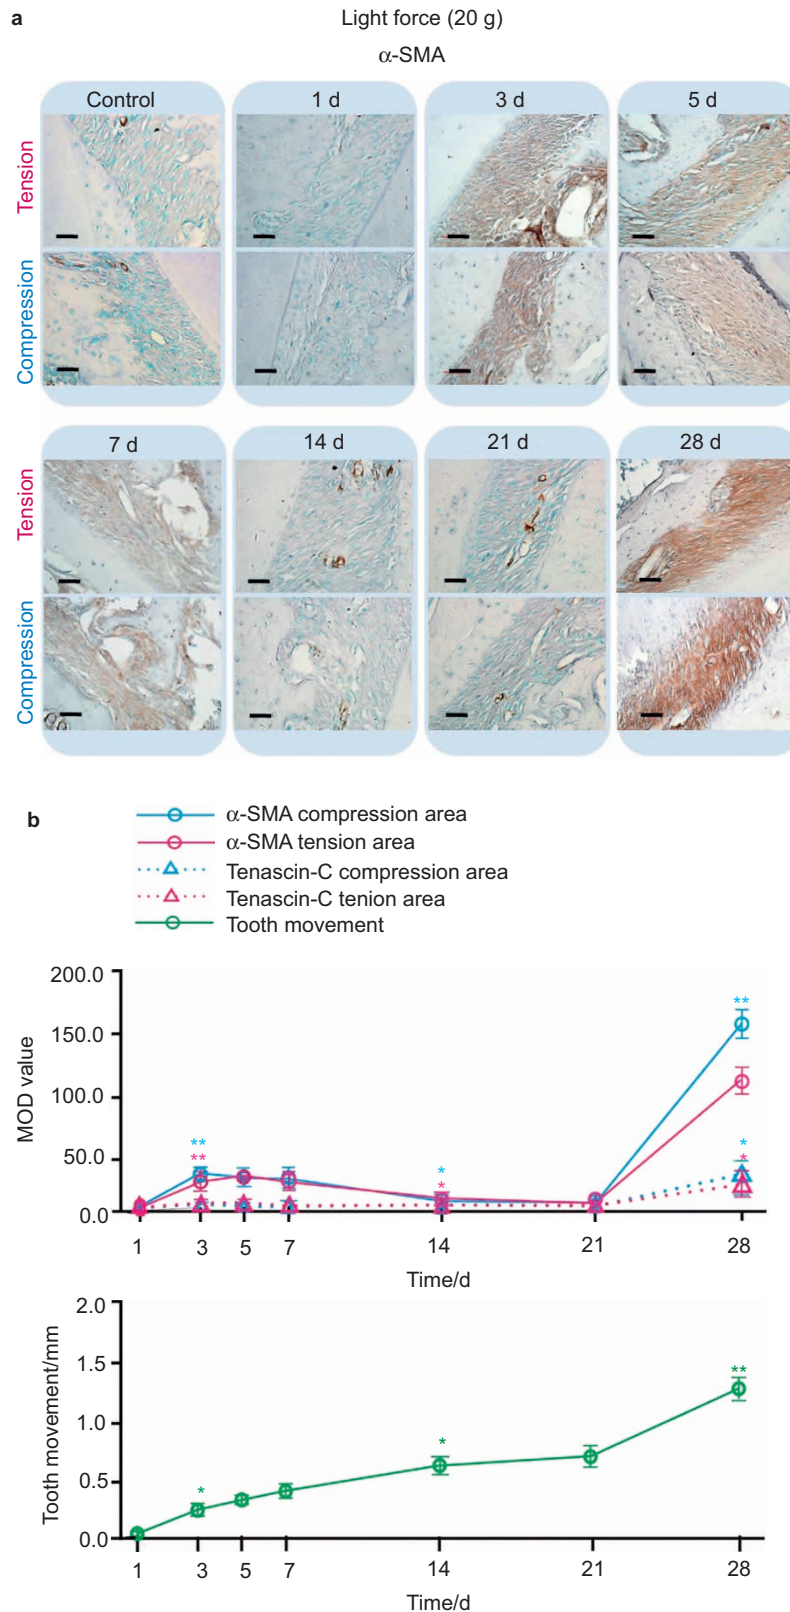 a
Light force (20 g)
α-SMA
Control
1 d
3 d
5 d
Tension
Compression
7 d
14 d
21 d
28 d
Tension
Compression
b
α-SMA compression area
α-SMA tension area
Tenascin-C compression area
Tenascin-C tenion area
Tooth movement
200.0
150.0
100.0
50.0
0.0
MOD value
**
**
*
*
**
*
*
1 3 5 7 14 21 28
Time/d
2.0
1.5
1.0
0.5
0.0
Tooth movement/mm
*
*
**
1 3 5 7 14 21 28
Time/d